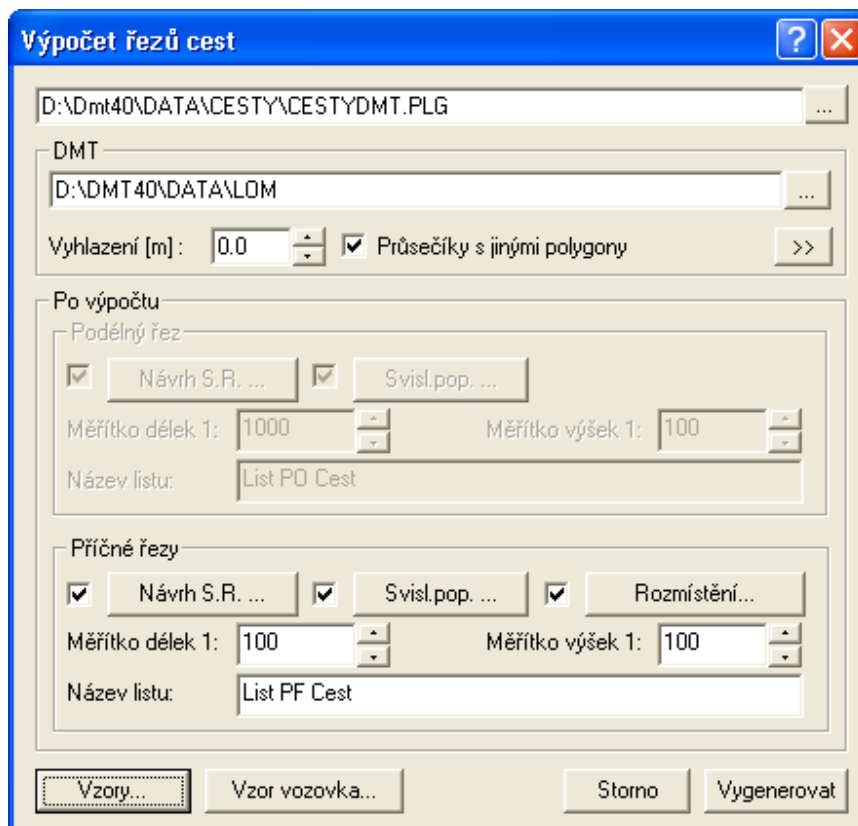 Výpočet řezů cest
D:\Dmt40\DATA\CESTY\CESTYDMT.PLG ...
DMT
D:\DMT40\DATA\LOM ...
Vyhlazení [m] : 0.0 Průsečíky s jinými polygony >>
Po výpočtu
Podélný řez
Návrh S.R. ... Svisl.pop. ...
Měřítko délek 1: 1000 Měřítko výšek 1: 100
Název listu: List PO Cest
Příčné řezy
Návrh S.R. ... Svisl.pop. ... Rozmístění...
Měřítko délek 1: 100 Měřítko výšek 1: 100
Název listu: List PF Cest
Vzory... Vzor vozovka... Storno Vygenerovat